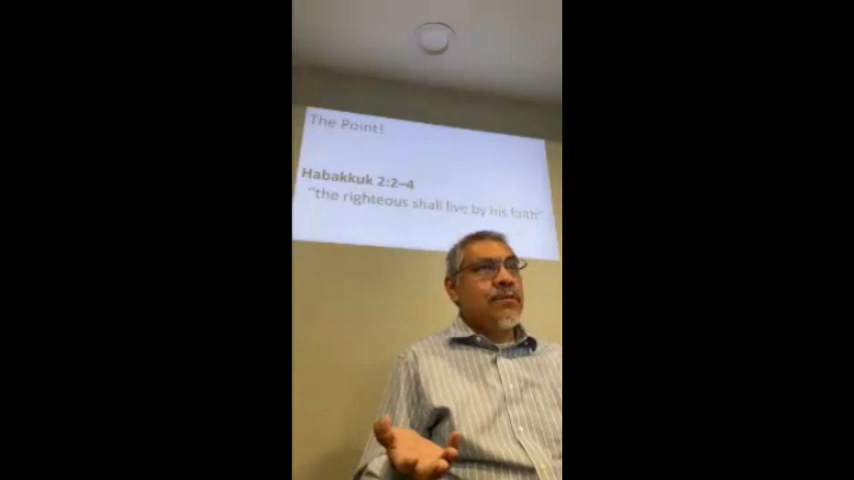 The Point!
Habakkuk 2:2–4
“the righteous shall live by his faith”